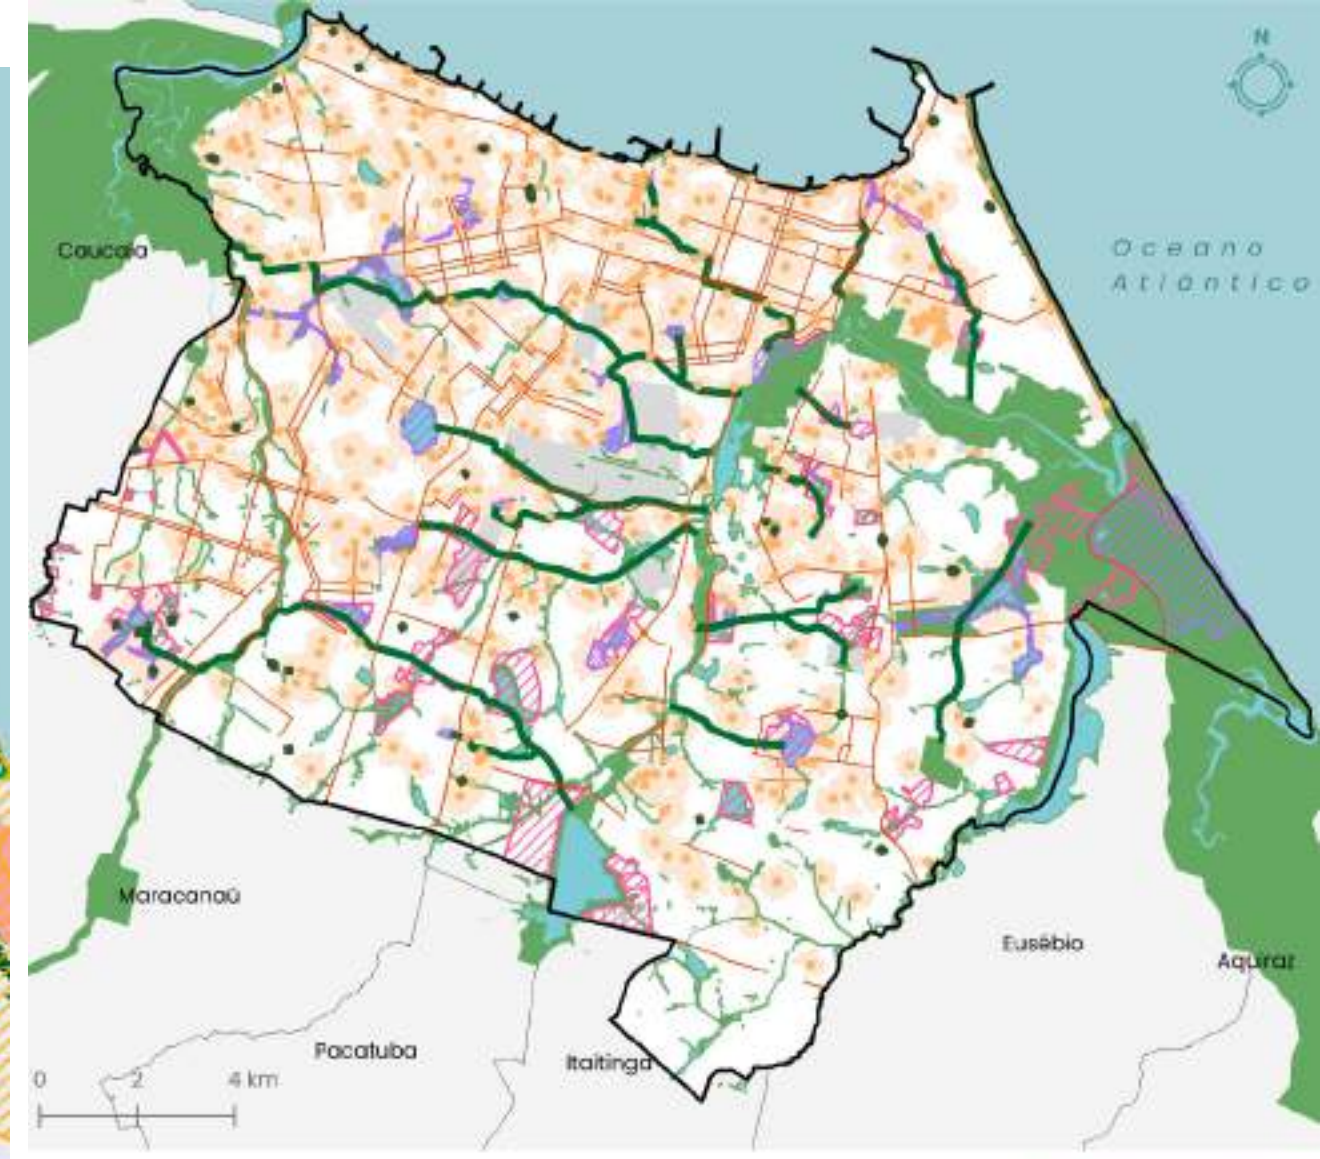 N
Oceano
Atlântico
Caucaia
Maracanaú
Eusébio
Aquiraz
Pacatuba
Itaitinga
0 2 4 km